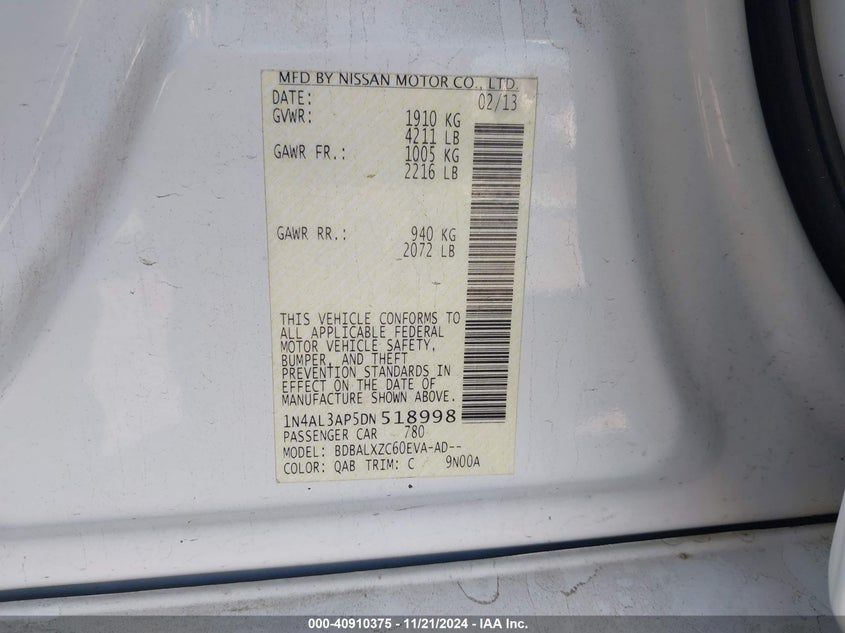 MFD BY NISSAN MOTOR CO., LTD.
DATE: 02/13
GVWR: 1910 KG
4211 LB
GAWR FR.: 1005 KG
2216 LB
GAWR RR.: 940 KG
2072 LB
THIS VEHICLE CONFORMS TO
ALL APPLICABLE FEDERAL
MOTOR VEHICLE SAFETY,
BUMPER, AND THEFT
PREVENTION STANDARDS IN
EFFECT ON THE DATE OF
MANUFACTURE SHOWN ABOVE.
1N4AL3AP5DN518998
PASSENGER CAR 780
MODEL: BDBALXZC60EVA-AD--
COLOR: QAB TRIM: C 9N00A
000-40910375 - 11/21/2024 - © IAA Inc.